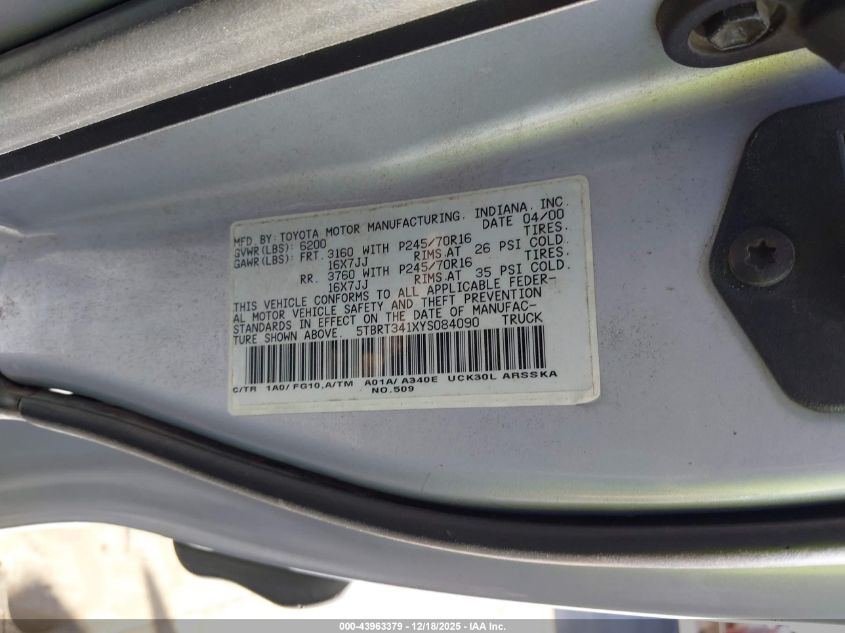 MFD. BY: TOYOTA MOTOR MANUFACTURING, INDIANA, INC.
GVWR(LBS): 6200 DATE 04/00
GAWR(LBS): FRT. 3160 WITH P245/70R16 TIRES.
16X7JJ RIMS.AT 26 PSI COLD.
RR. 3760 WITH P245/70R16 TIRES.
16X7JJ RIMS.AT 35 PSI COLD.
THIS VEHICLE CONFORMS TO ALL APPLICABLE FEDER-
AL MOTOR VEHICLE SAFETY AND THEFT PREVENTION
STANDARDS IN EFFECT ON THE DATE OF MANUFAC-
TURE SHOWN ABOVE. 5TBRT341XYS084090 TRUCK
C/TR 1A0/FG10,A/TM A01A/A340E UCK30L ARSSKA
NO.509
000-43963379 - 12/18/2025 - IAA Inc.